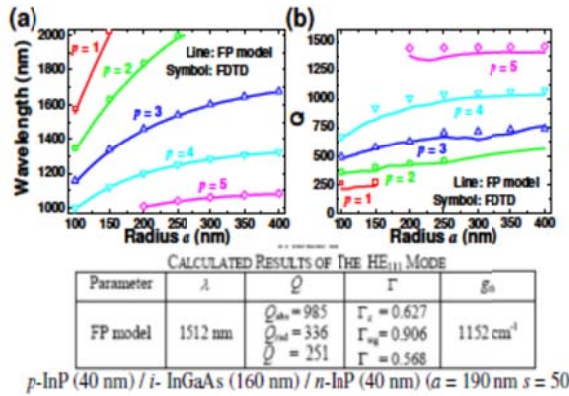 (a)
(b)
Wavelength (nm)
2000
1800
1600
1400
1200
1000
p = 1
p = 2
Line: FP model
Symbol: FDTD
p = 3
p = 4
p = 5
100 150 200 250 300 350 400
Radius a (nm)
Q
1500
1250
1000
750
500
250
0
p = 5
p = 4
p = 3
p = 2
p = 1
Line: FP model
Symbol: FDTD
100 150 200 250 300 350 400
Radius a (nm)
CALCULATED RESULTS OF THE HE111 MODE
Parameter λ Q Γ gth
FP model 1512 nm Qabs = 985 Γz = 0.627 1152 cm-1
Qrad = 336 Γwg = 0.906
Q = 251 Γ = 0.568
p-InP (40 nm) / i- InGaAs (160 nm) / n-InP (40 nm) (a = 190nm s = 50